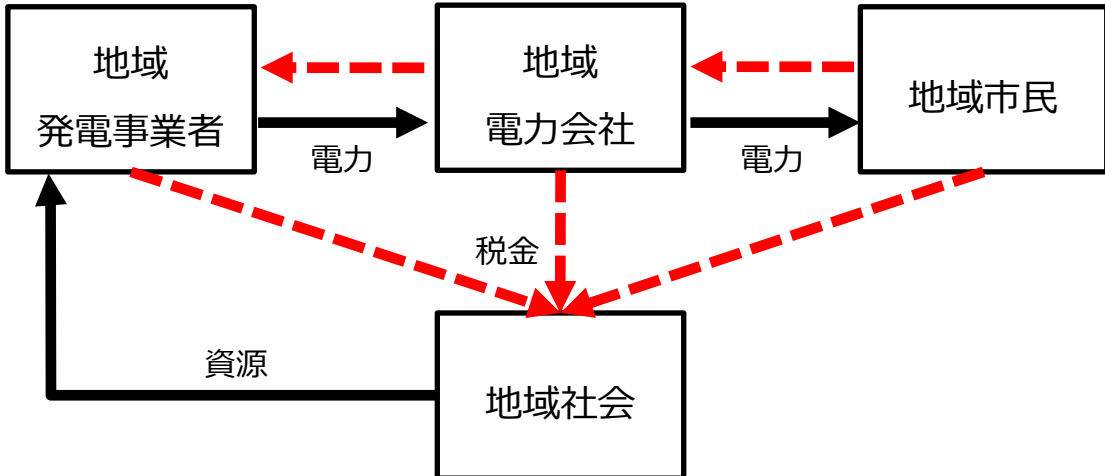 地域
発電事業者
地域
電力会社
地域市民
電力
電力
税金
資源
地域社会